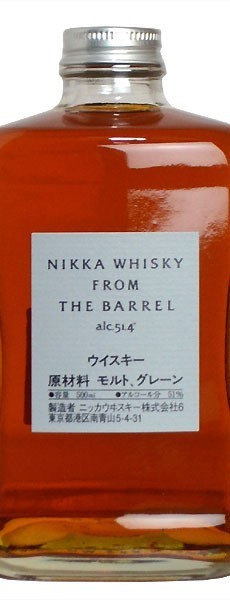 NIKKA WHISKY
FROM
THE BARREL
alc.51.4°
ウイスキー
原材料 モルト、グレーン
●容量 500ml ●アルコール分 51%
製造者 ニッカウヰスキー株式会社6
東京都港区南青山5-4-31